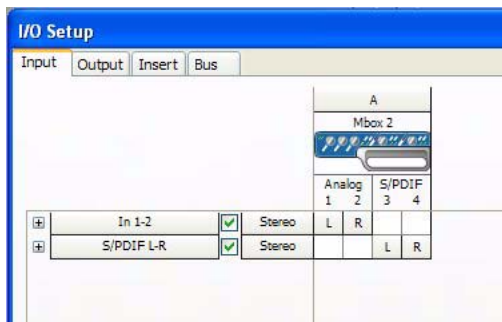 I/O Setup
Input Output Insert Bus
A
Mbox 2
Analog S/PDIF
1 2 3 4
In 1-2 Stereo L R
S/PDIF L-R Stereo L R